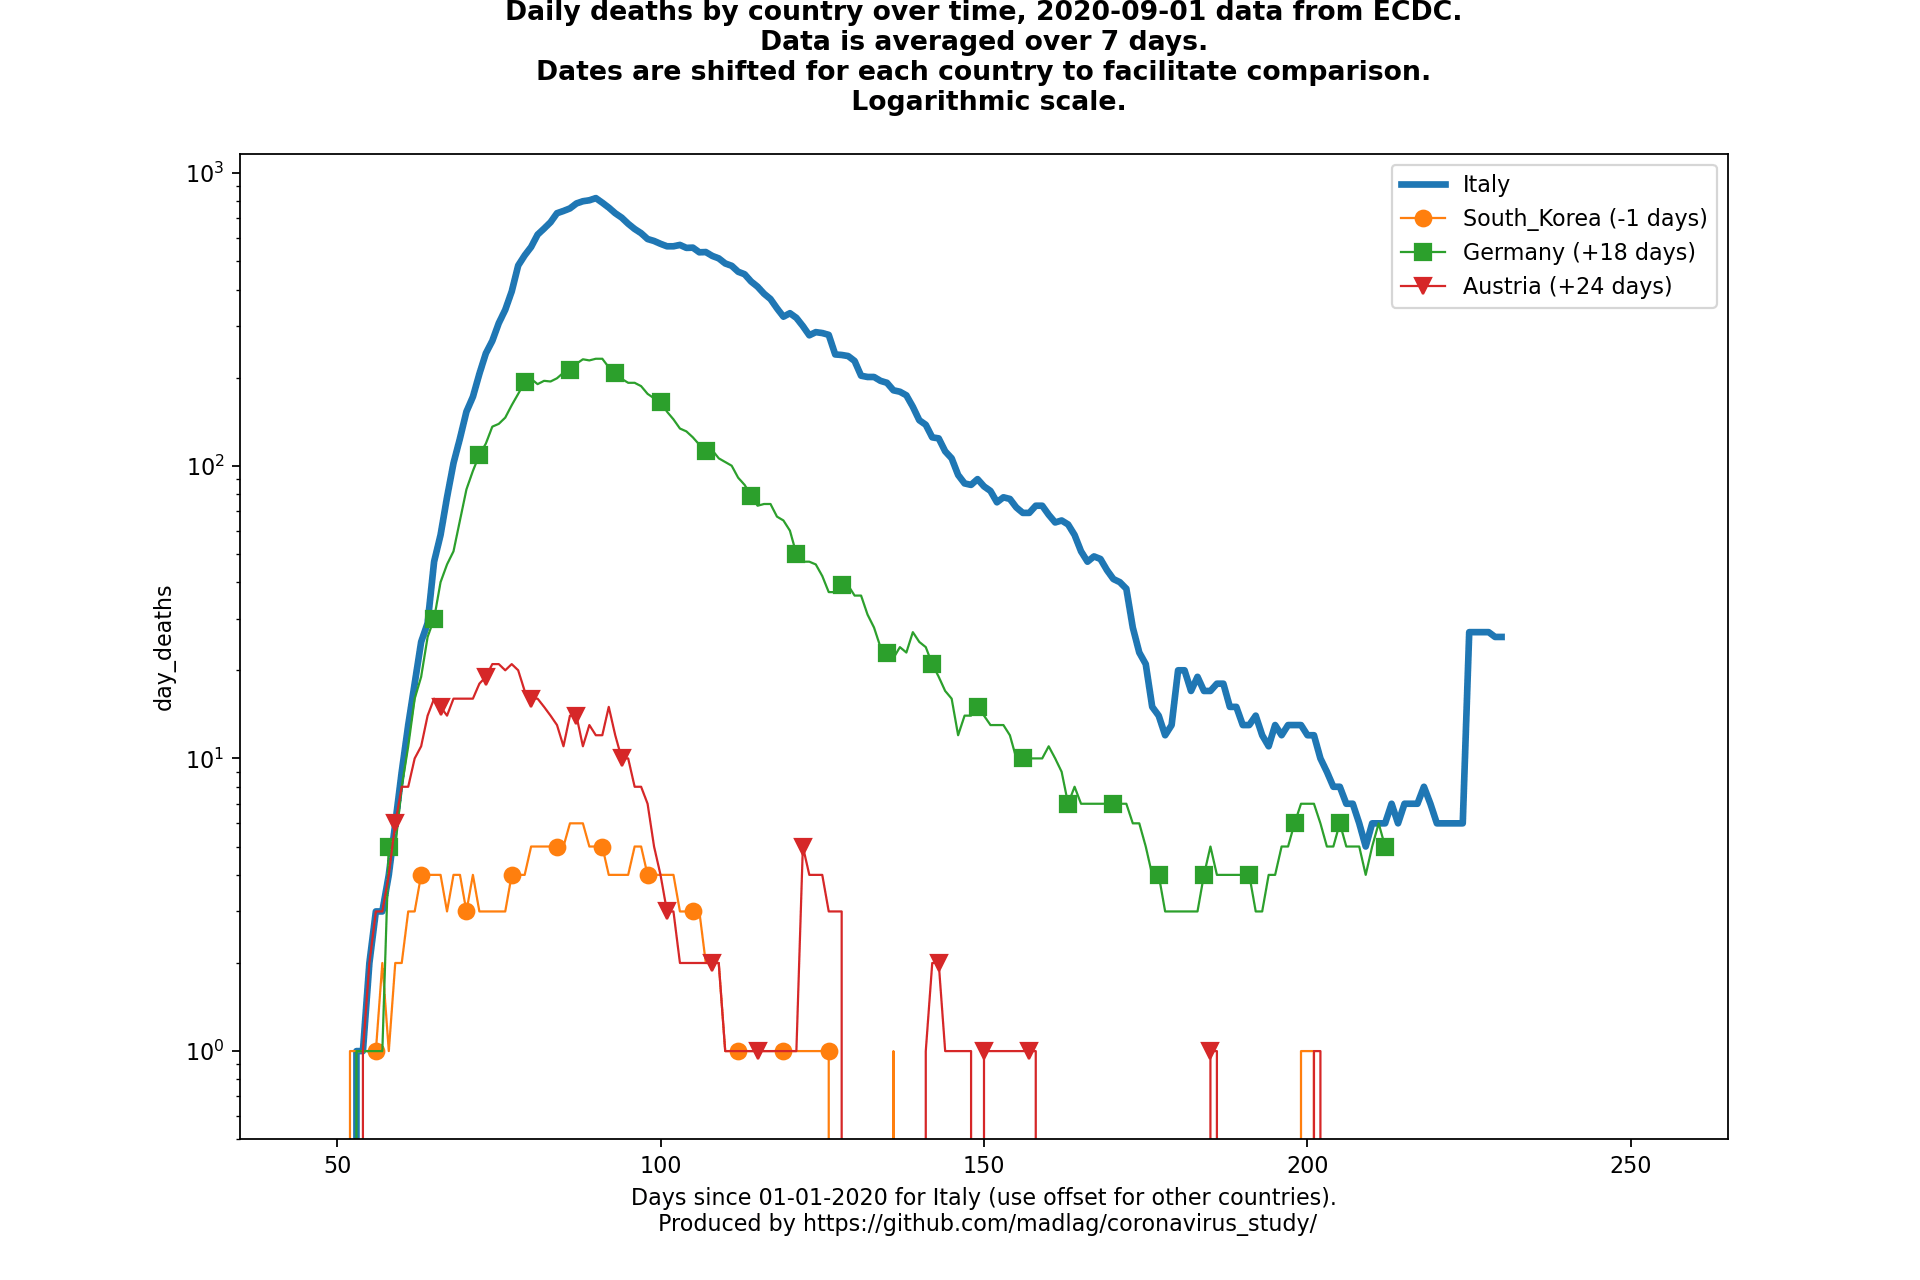 Daily deaths by country over time, 2020-09-01 data from ECDC.
Data is averaged over 7 days.
Dates are shifted for each country to facilitate comparison.
Logarithmic scale.
10³
10²
10¹
10⁰
day_deaths
Italy
South_Korea (-1 days)
Germany (+18 days)
Austria (+24 days)
50
100
150
200
250
Days since 01-01-2020 for Italy (use offset for other countries).
Produced by https://github.com/madlag/coronavirus_study/